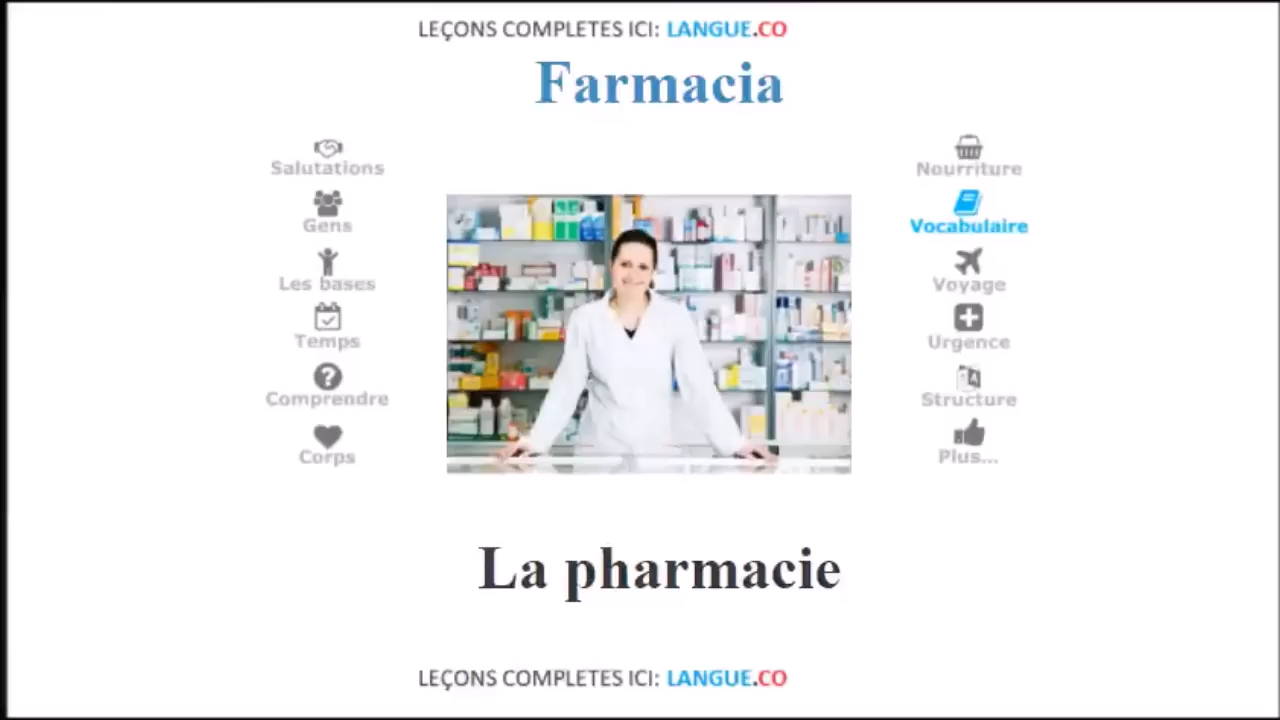 LEÇONS COMPLETES ICI: LANGUE.CO
Farmacia
Salutations
Gens
Les bases
Temps
Comprendre
Corps
Nourriture
Vocabulaire
Voyage
Urgence
Structure
Plus...
La pharmacie
LEÇONS COMPLETES ICI: LANGUE.CO